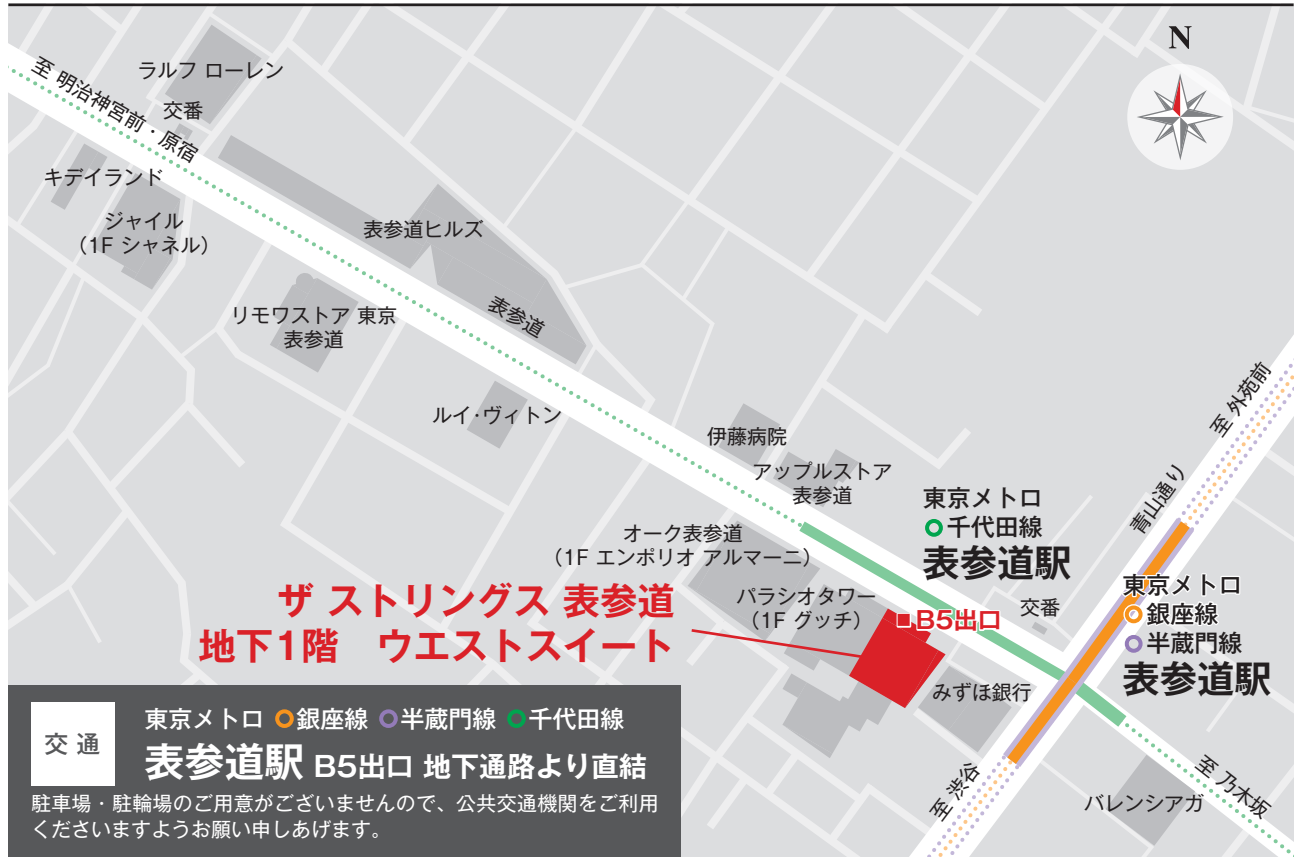 N
至 明治神宮前・原宿
ラルフ ローレン
交番
キデイランド
ジャイル
（1F シャネル）
表参道ヒルズ
リモワストア 東京
表参道
表参道
ルイ・ヴィトン
伊藤病院
アップルストア
表参道
至 外苑前
青山通り
東京メトロ
千代田線
表参道駅
オーク表参道
（1F エンポリオ アルマーニ）
東京メトロ
銀座線
半蔵門線
表参道駅
パラシオタワー
（1F グッチ）
B5出口
交番
ザ ストリングス 表参道
地下1階　ウエストスイート
みずほ銀行
至 渋谷
至 乃木坂
バレンシアガ
交通
東京メトロ 銀座線 半蔵門線 千代田線
表参道駅 B5出口 地下通路より直結
駐車場・駐輪場のご用意がございませんので、公共交通機関をご利用
くださいますようお願い申しあげます。